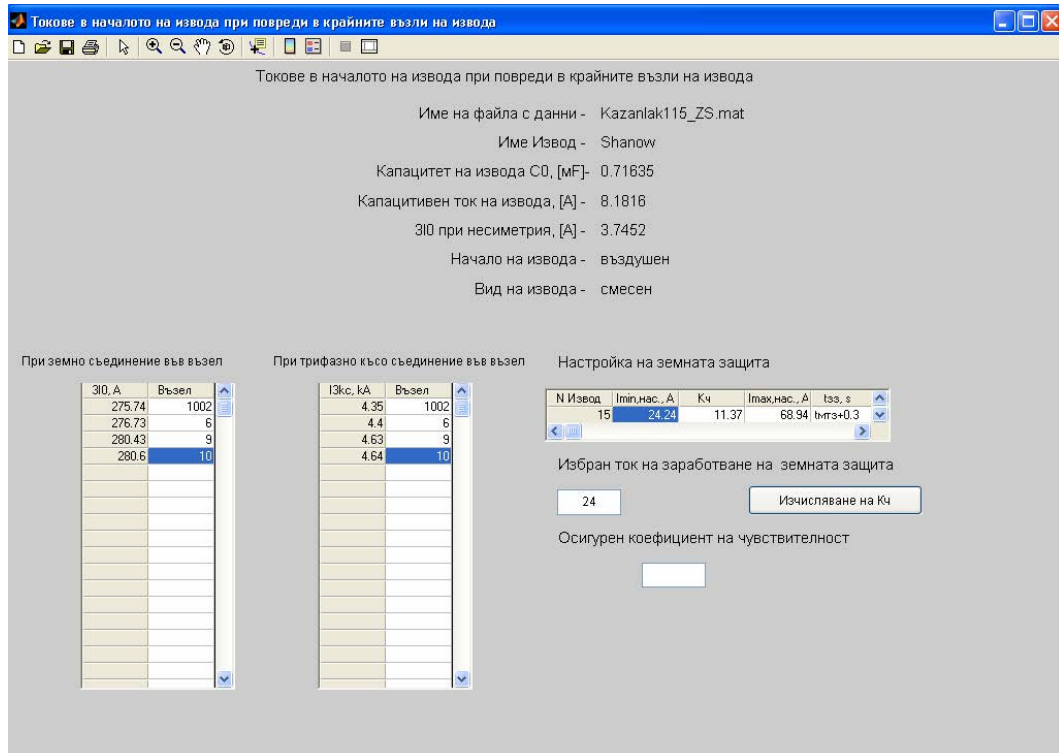 Токове в началото на извода при повреди в крайните възли на извода
Токове в началото на извода при повреди в крайните възли на извода
Име на файла с данни - Kazanlak115_ZS.mat
Име Извод - Shanow
Капацитет на извода C0, [мF]- 0.71635
Капацитивен ток на извода, [A] - 8.1816
3I0 при несиметрия, [A] - 3.7452
Начало на извода - въздушен
Вид на извода - смесен
При земно съединение във възел
3I0, A Възел
275.74 1002
276.73 6
280.43 9
280.6 10
При трифазно късо съединение във възел
I3кс, kA Възел
4.35 1002
4.4 6
4.63 9
4.64 10
Настройка на земната защита
N Извод Imin,нас., A Kч Imax,нас., A tзз, s
15 24.24 11.37 68.94 tмтз+0.3
Избран ток на заработване на земната защита
24 Изчисляване на Кч
Осигурен коефициент на чувствителност